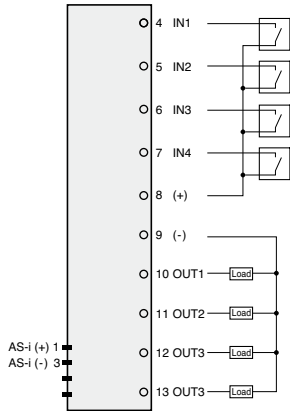 4 IN1
5 IN2
6 IN3
7 IN4
8 (+)
9 (-)
10 OUT1 Load
11 OUT2 Load
AS-i (+) 1
12 OUT3 Load
AS-i (-) 3
13 OUT3 Load